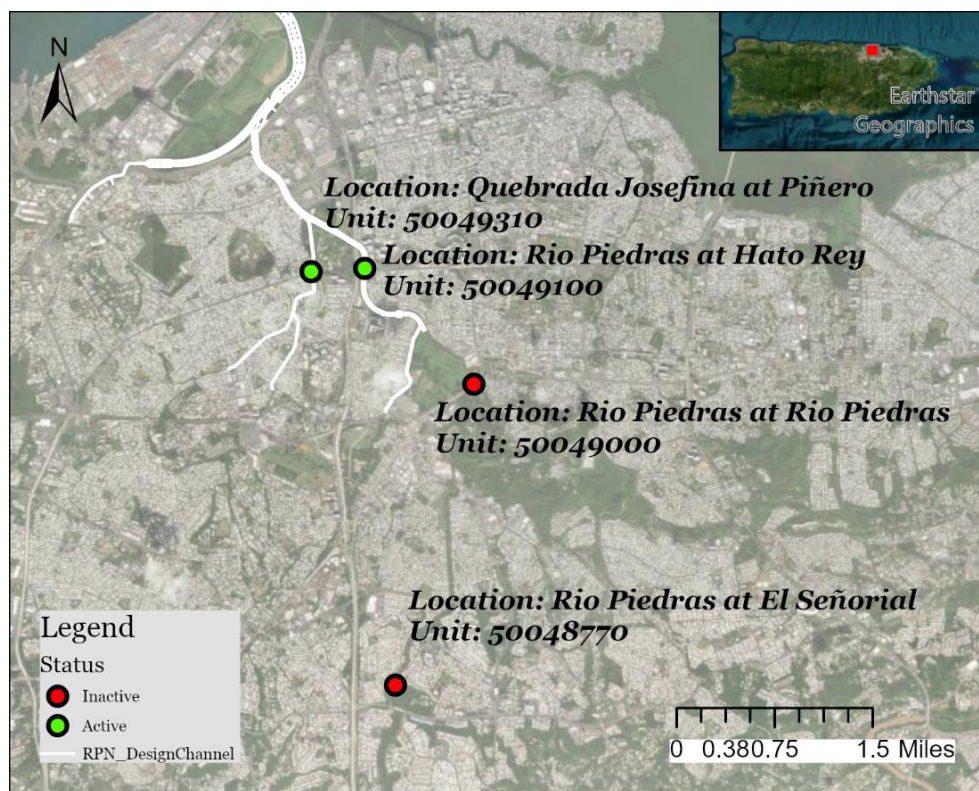 N
Earthstar
Geographics
Location: Quebrada Josefina at Piñero
Unit: 50049310
Location: Rio Piedras at Hato Rey
Unit: 50049100
Location: Rio Piedras at Rio Piedras
Unit: 50049000
Location: Rio Piedras at El Señorial
Unit: 50048770
Legend
Status
Inactive
Active
RPN_DesignChannel
0 0.38 0.75 1.5 Miles